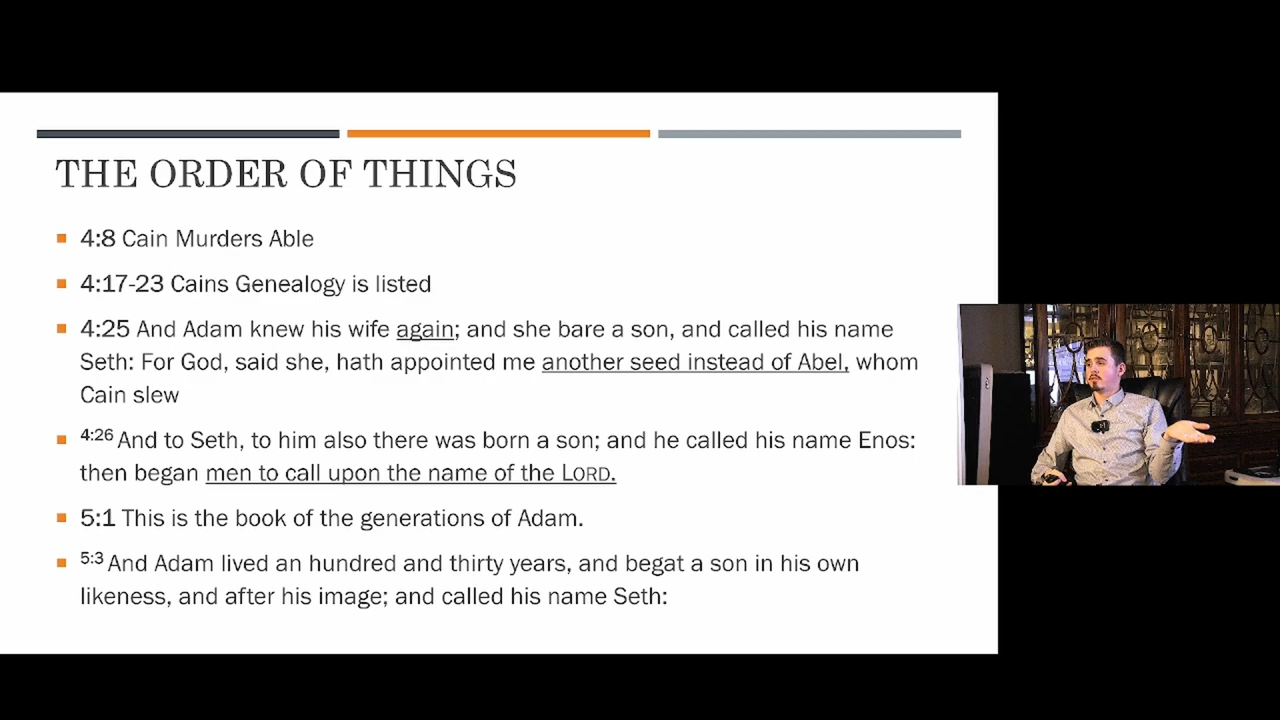 THE ORDER OF THINGS
4:8 Cain Murders Able
4:17-23 Cains Genealogy is listed
4:25 And Adam knew his wife again; and she bare a son, and called his name
Seth: For God, said she, hath appointed me another seed instead of Abel, whom
Cain slew
4:26 And to Seth, to him also there was born a son; and he called his name Enos:
then began men to call upon the name of the LORD.
5:1 This is the book of the generations of Adam.
5:3 And Adam lived an hundred and thirty years, and begat a son in his own
likeness, and after his image; and called his name Seth: